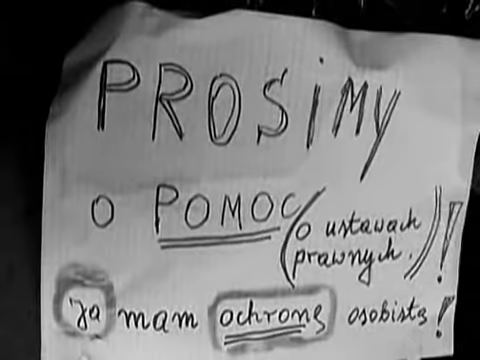 PROSiMY
o POMOC (o ustawach
prawnych.)!
ja mam ochronę osobistą!